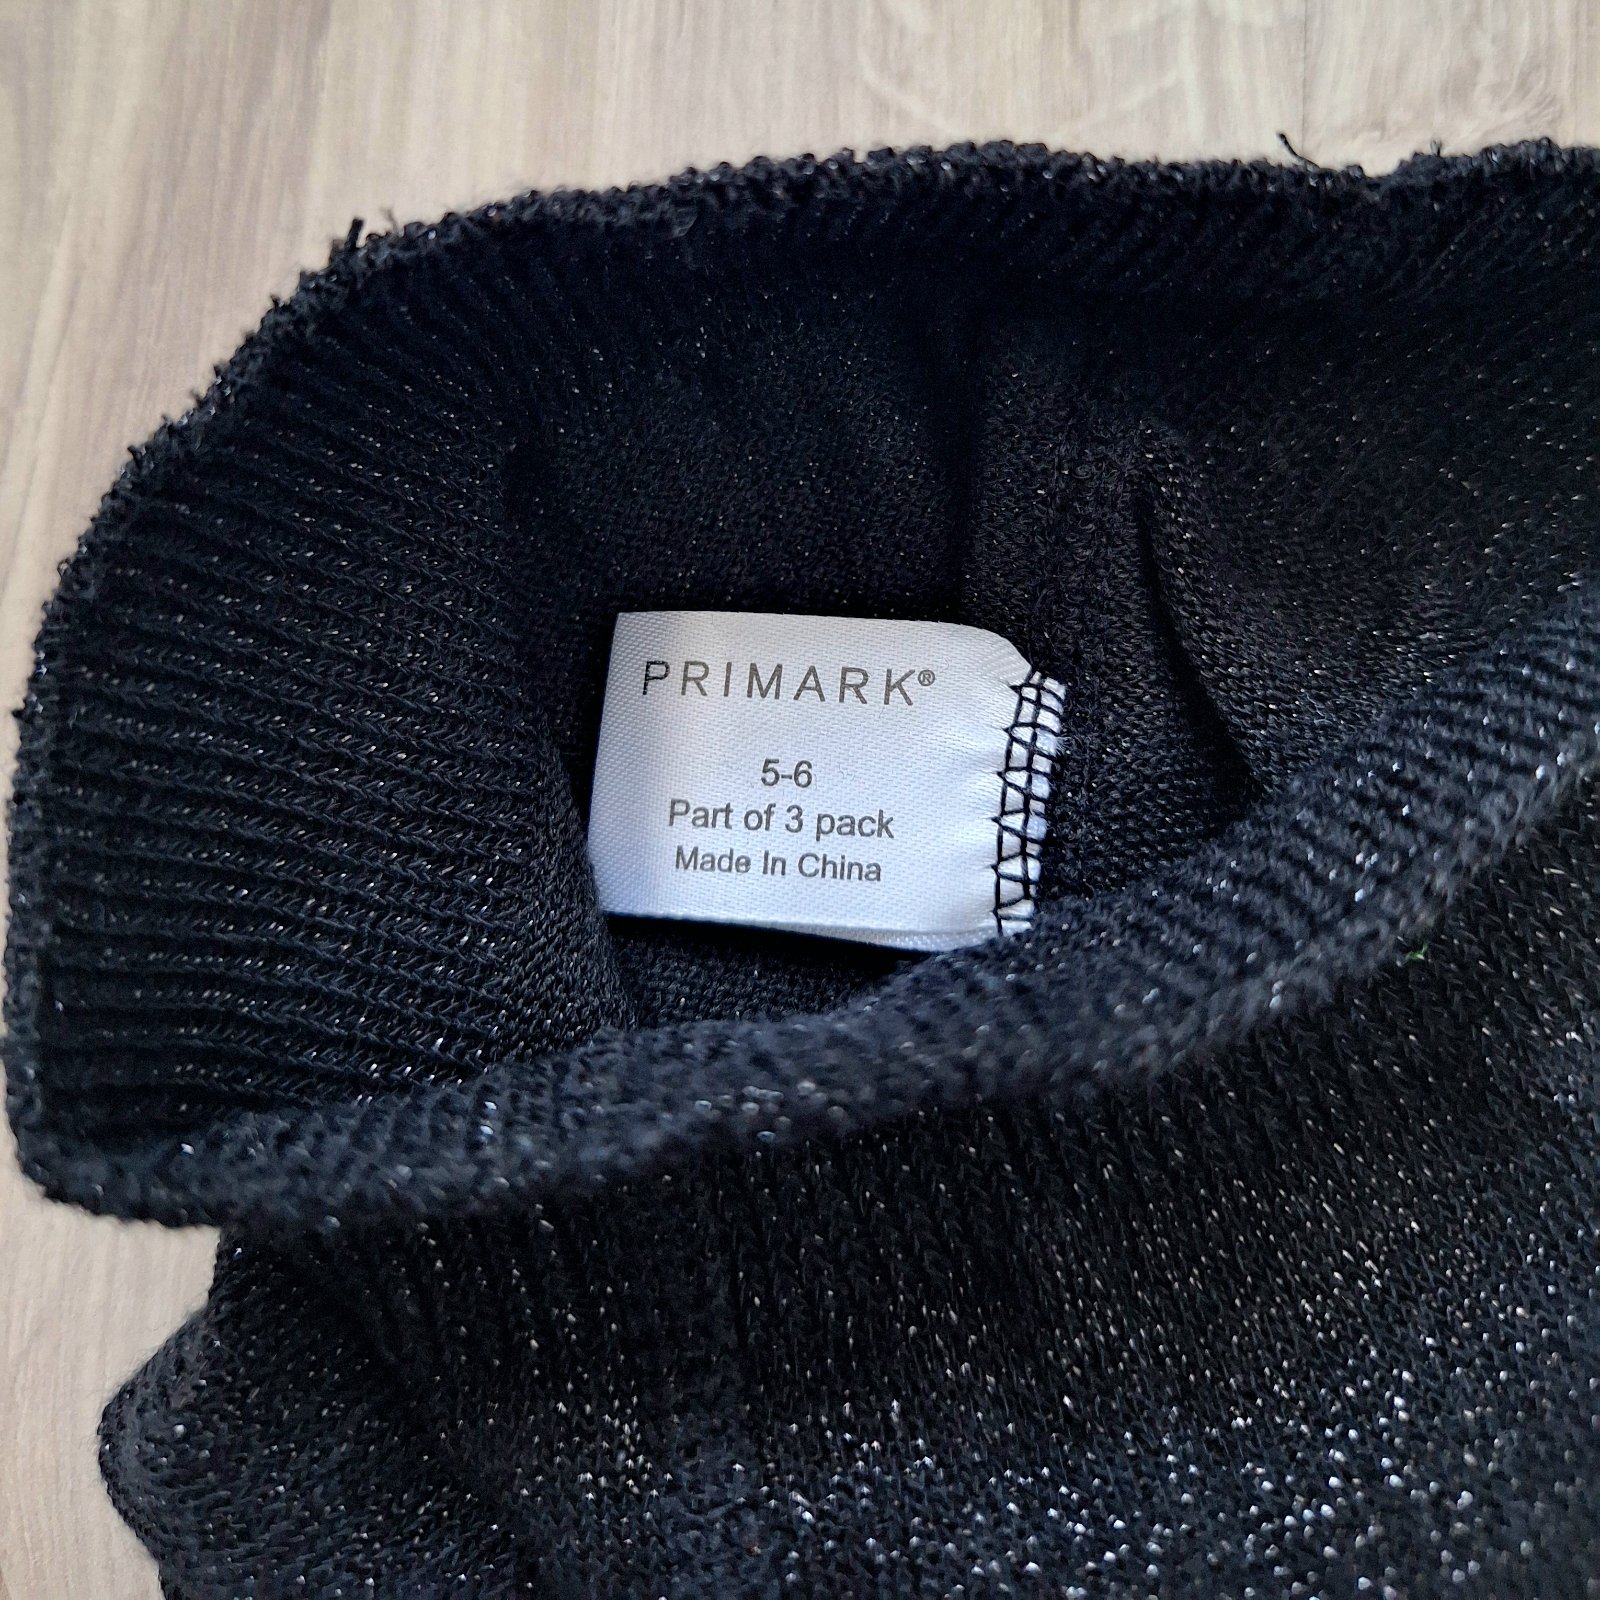 PRIMARK®
5-6
Part of 3 pack
Made In China